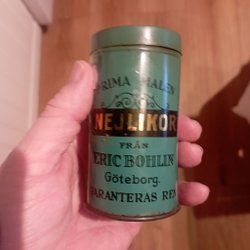 PRIMA MALEN
NEJLIKOR
FRÅN
ERIC BOHLIN
Göteborg.
GARANTERAS REN